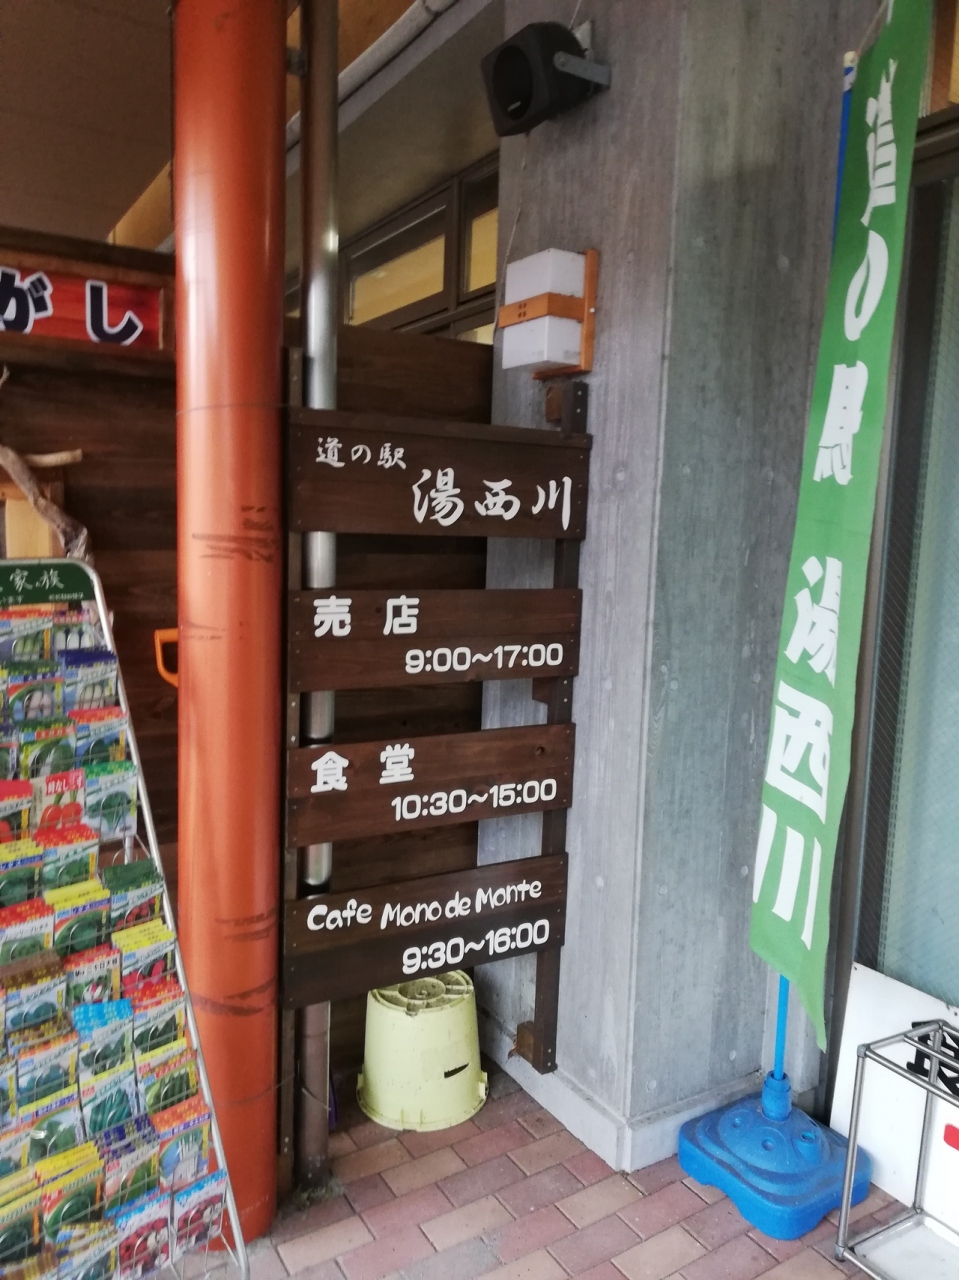 がし
道の駅
湯西川
売店
9:00〜17:00
食堂
10:30〜15:00
Cafe Mono de Monte
9:30〜16:00
道の駅 湯西川
家族